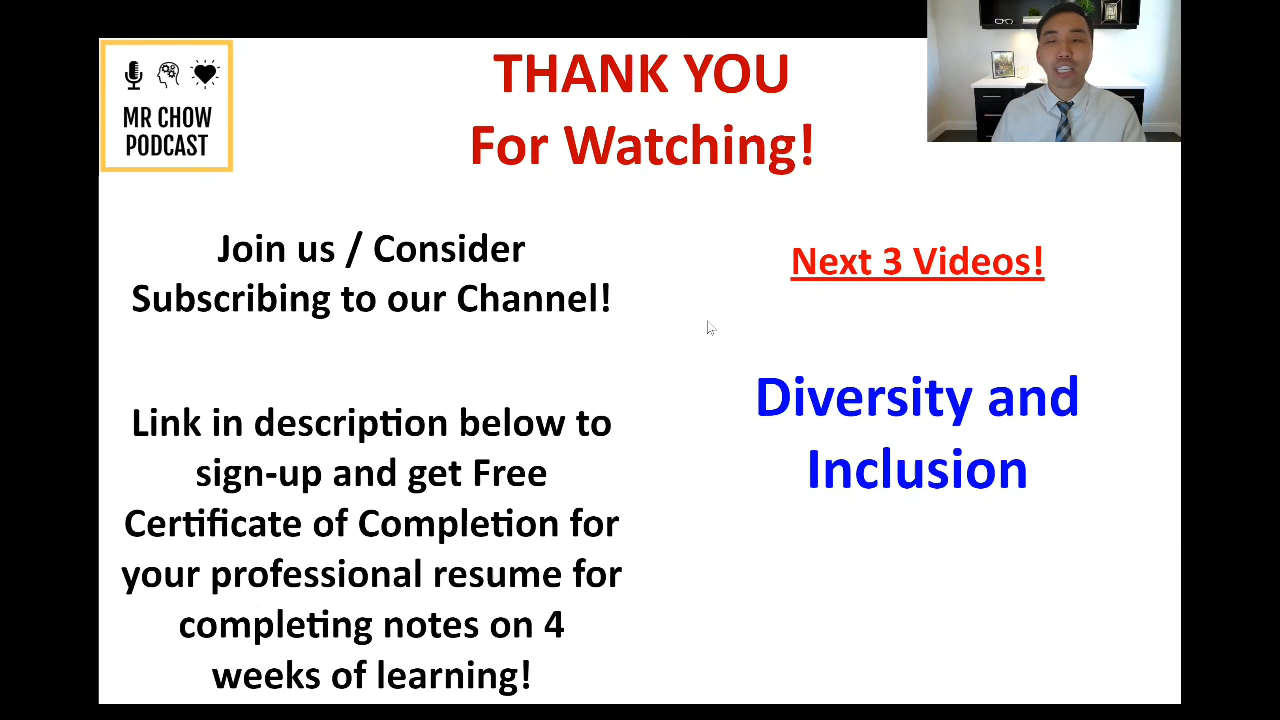 MR CHOW
PODCAST
THANK YOU
For Watching!
Join us / Consider
Subscribing to our Channel!
Link in description below to
sign-up and get Free
Certificate of Completion for
your professional resume for
completing notes on 4
weeks of learning!
Next 3 Videos!
Diversity and
Inclusion